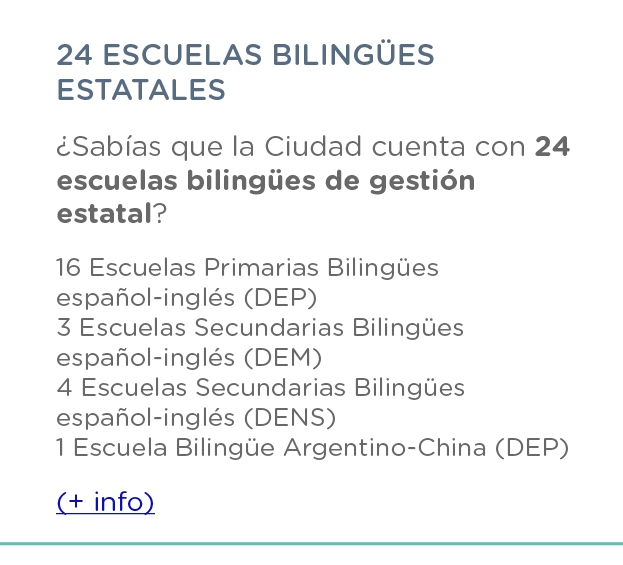 24 ESCUELAS BILINGÜES
ESTATALES
¿Sabías que la Ciudad cuenta con 24
escuelas bilingües de gestión
estatal?
16 Escuelas Primarias Bilingües
español-inglés (DEP)
3 Escuelas Secundarias Bilingües
español-inglés (DEM)
4 Escuelas Secundarias Bilingües
español-inglés (DENS)
1 Escuela Bilingüe Argentino-China (DEP)
(+ info)